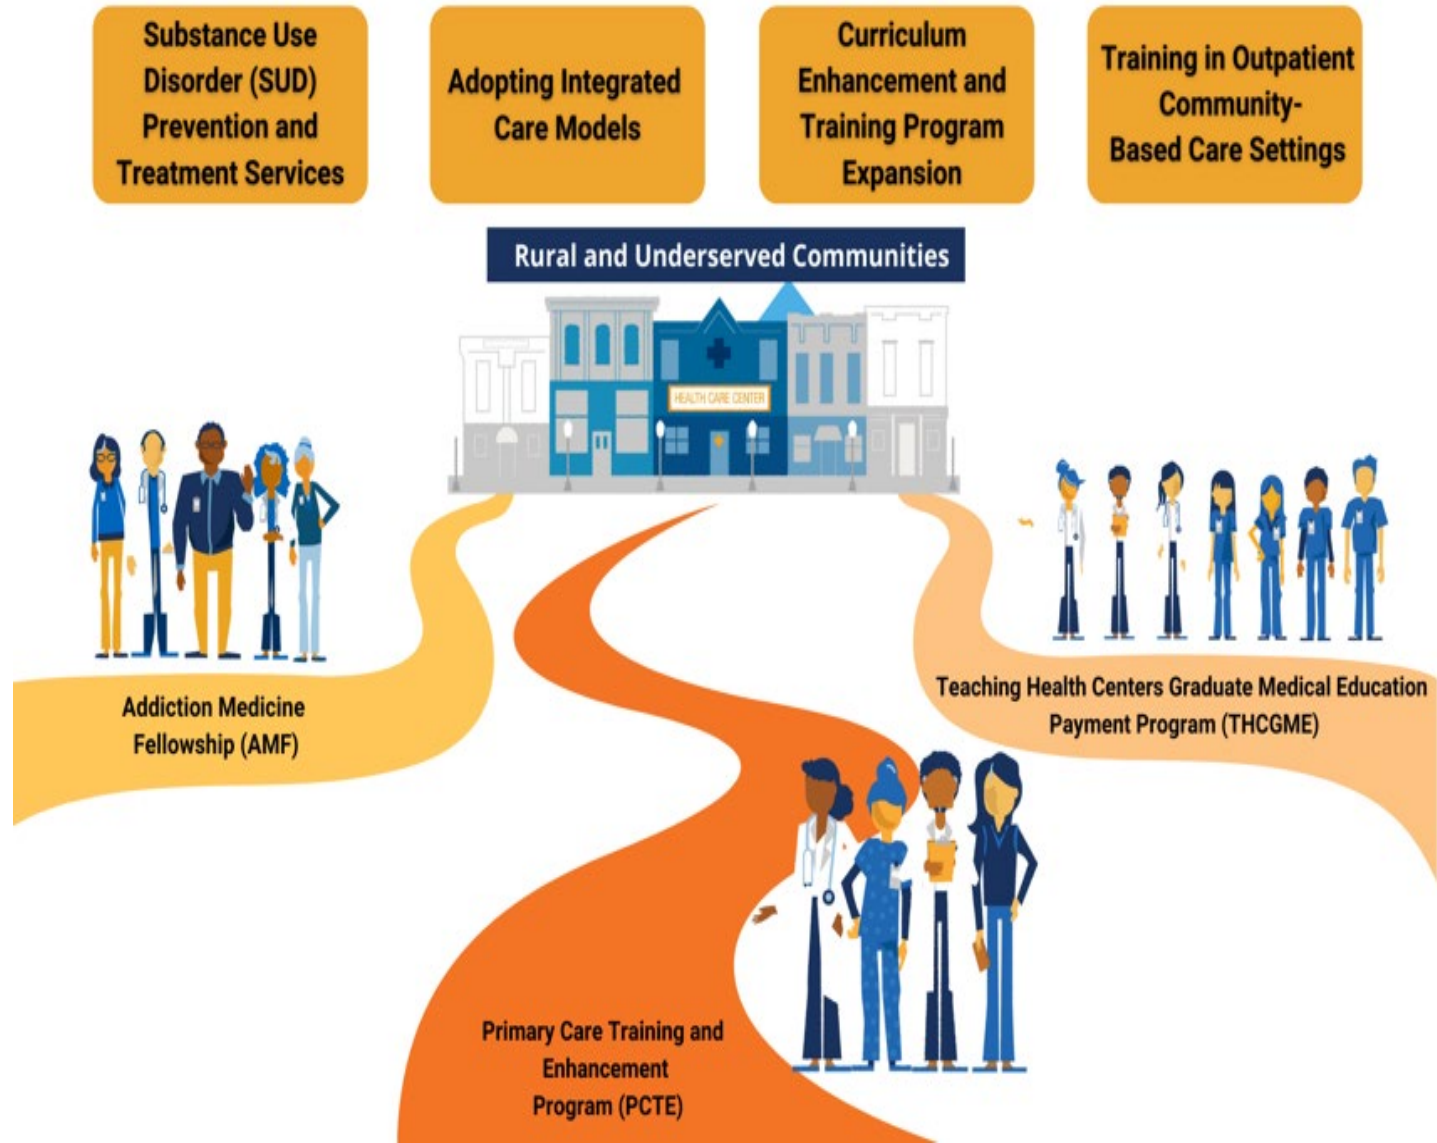 Substance Use
Disorder (SUD)
Prevention and
Treatment Services
Adopting Integrated
Care Models
Curriculum
Enhancement and
Training Program
Expansion
Training in Outpatient
Community-
Based Care Settings
Rural and Underserved Communities
HEALTH CARE CENTER
Addiction Medicine
Fellowship (AMF)
Teaching Health Centers Graduate Medical Education
Payment Program (THCGME)
Primary Care Training and
Enhancement
Program (PCTE)